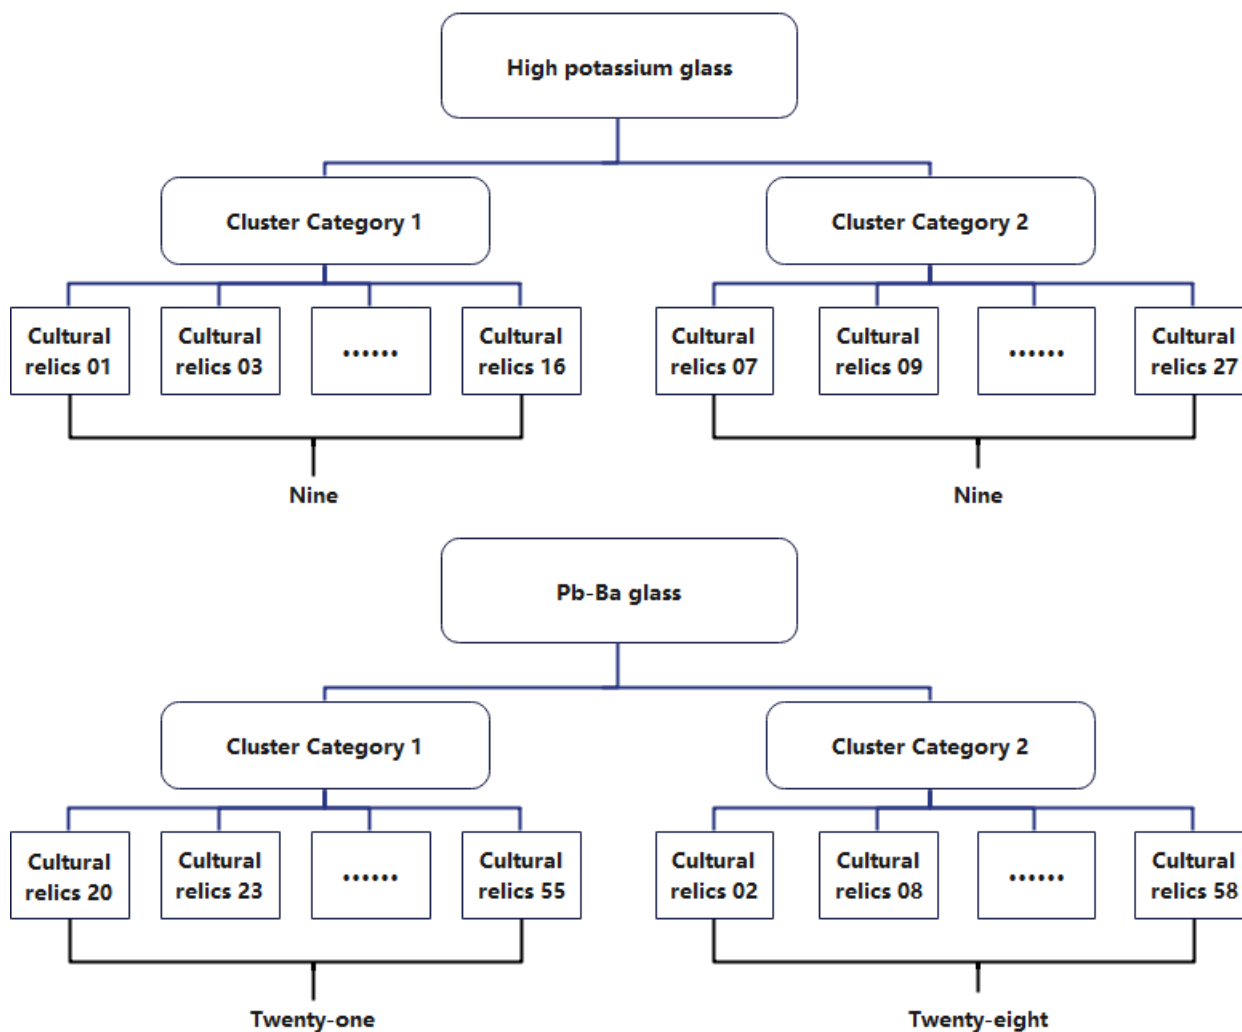 High potassium glass
Cluster Category 1
Cluster Category 2
Cultural
relics 01
Cultural
relics 03
......
Cultural
relics 16
Cultural
relics 07
Cultural
relics 09
......
Cultural
relics 27
Nine
Nine
Pb-Ba glass
Cluster Category 1
Cluster Category 2
Cultural
relics 20
Cultural
relics 23
......
Cultural
relics 55
Cultural
relics 02
Cultural
relics 08
......
Cultural
relics 58
Twenty-one
Twenty-eight